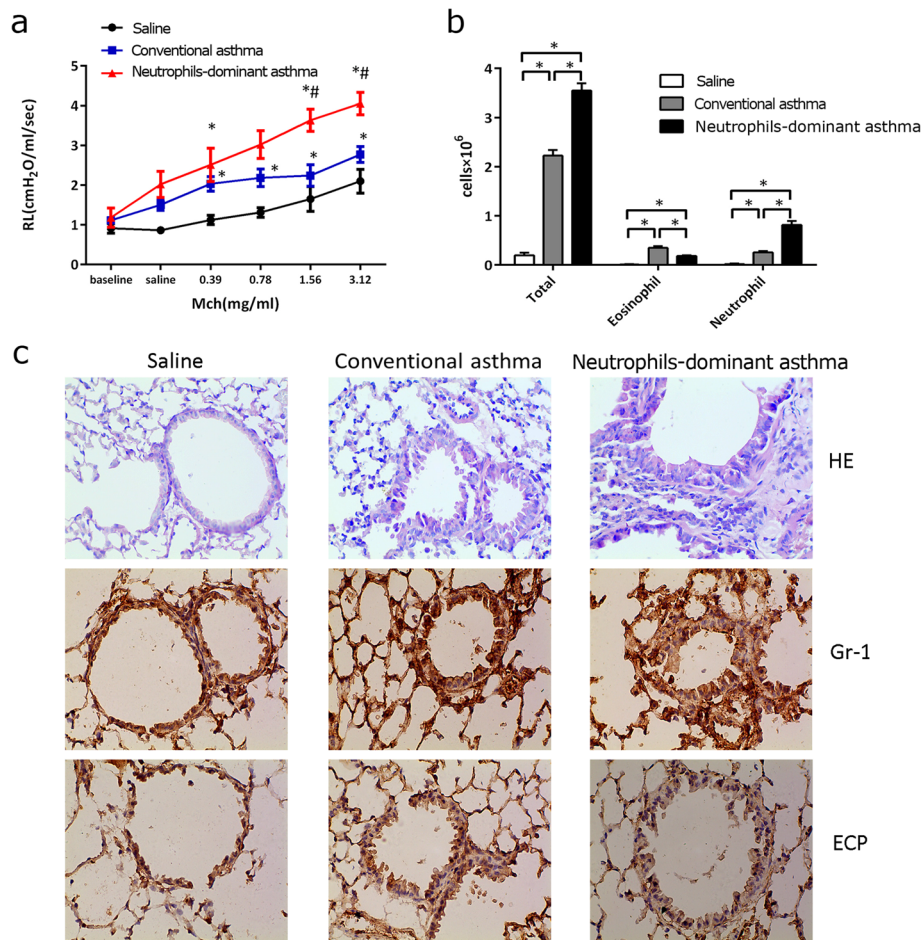 a
Saline
Conventional asthma
Neutrophils-dominant asthma
RL(cmH₂O/ml/sec)
5
4
3
2
1
0
*
*
*
*#
*
*#
*
baseline
saline
0.39
0.78
1.56
3.12
Mch(mg/ml)
b
Saline
Conventional asthma
Neutrophils-dominant asthma
cells×10⁶
4
3
2
1
0
*
* *
*
* *
*
* *
Total
Eosinophil
Neutrophil
c
Saline
Conventional asthma
Neutrophils-dominant asthma
HE
Gr-1
ECP